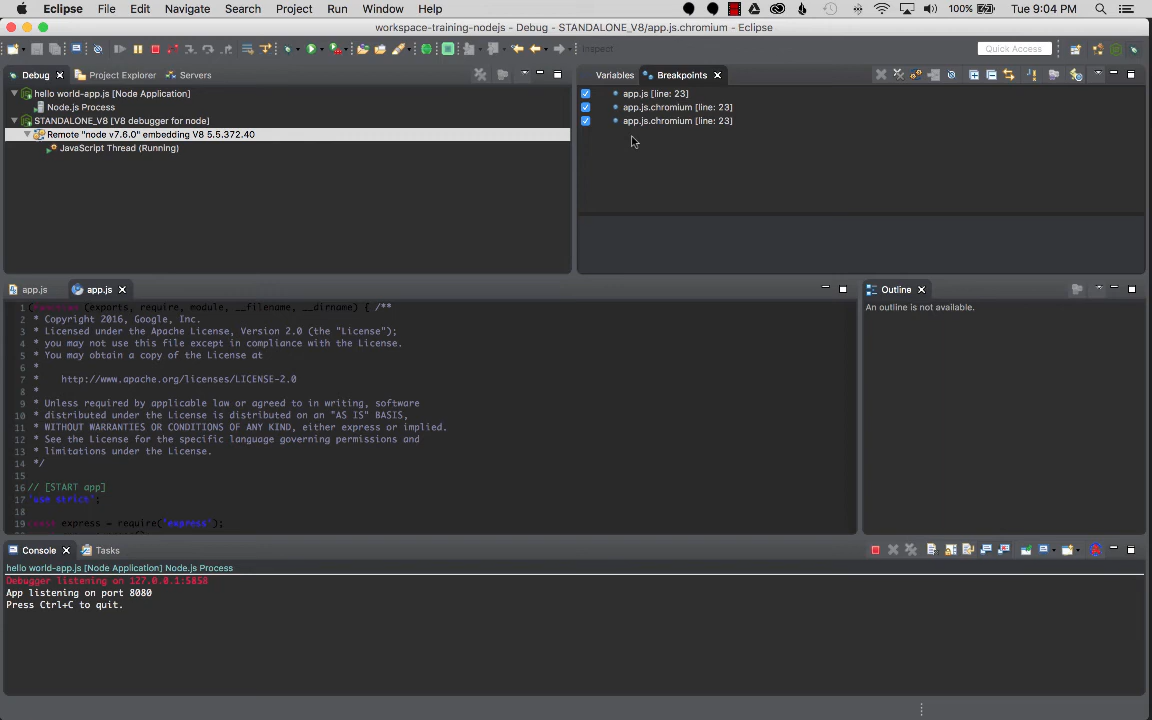 Eclipse File Edit Navigate Search Project Run Window Help 100% Tue 9:04 PM
workspace-training-nodejs - Debug - STANDALONE_V8/app.js.chromium - Eclipse
Inspect Quick Access
Debug Project Explorer Servers
hello world-app.js [Node Application]
Node.js Process
STANDALONE_V8 [V8 debugger for node]
Remote "node v7.6.0" embedding V8 5.5.372.40
JavaScript Thread (Running)
Variables Breakpoints
app.js [line: 23]
app.js.chromium [line: 23]
app.js.chromium [line: 23]
app.js app.js
1 (function (exports, require, module, __filename, __dirname) { /**
2 * Copyright 2016, Google, Inc.
3 * Licensed under the Apache License, Version 2.0 (the "License");
4 * you may not use this file except in compliance with the License.
5 * You may obtain a copy of the License at
6 *
7 * http://www.apache.org/licenses/LICENSE-2.0
8 *
9 * Unless required by applicable law or agreed to in writing, software
10 * distributed under the License is distributed on an "AS IS" BASIS,
11 * WITHOUT WARRANTIES OR CONDITIONS OF ANY KIND, either express or implied.
12 * See the License for the specific language governing permissions and
13 * limitations under the License.
14 */
15
16 // [START app]
17 'use strict';
18
19 const express = require('express');
Outline
An outline is not available.
Console Tasks
hello world-app.js [Node Application] Node.js Process
Debugger listening on 127.0.0.1:5858
App listening on port 8080
Press Ctrl+C to quit.